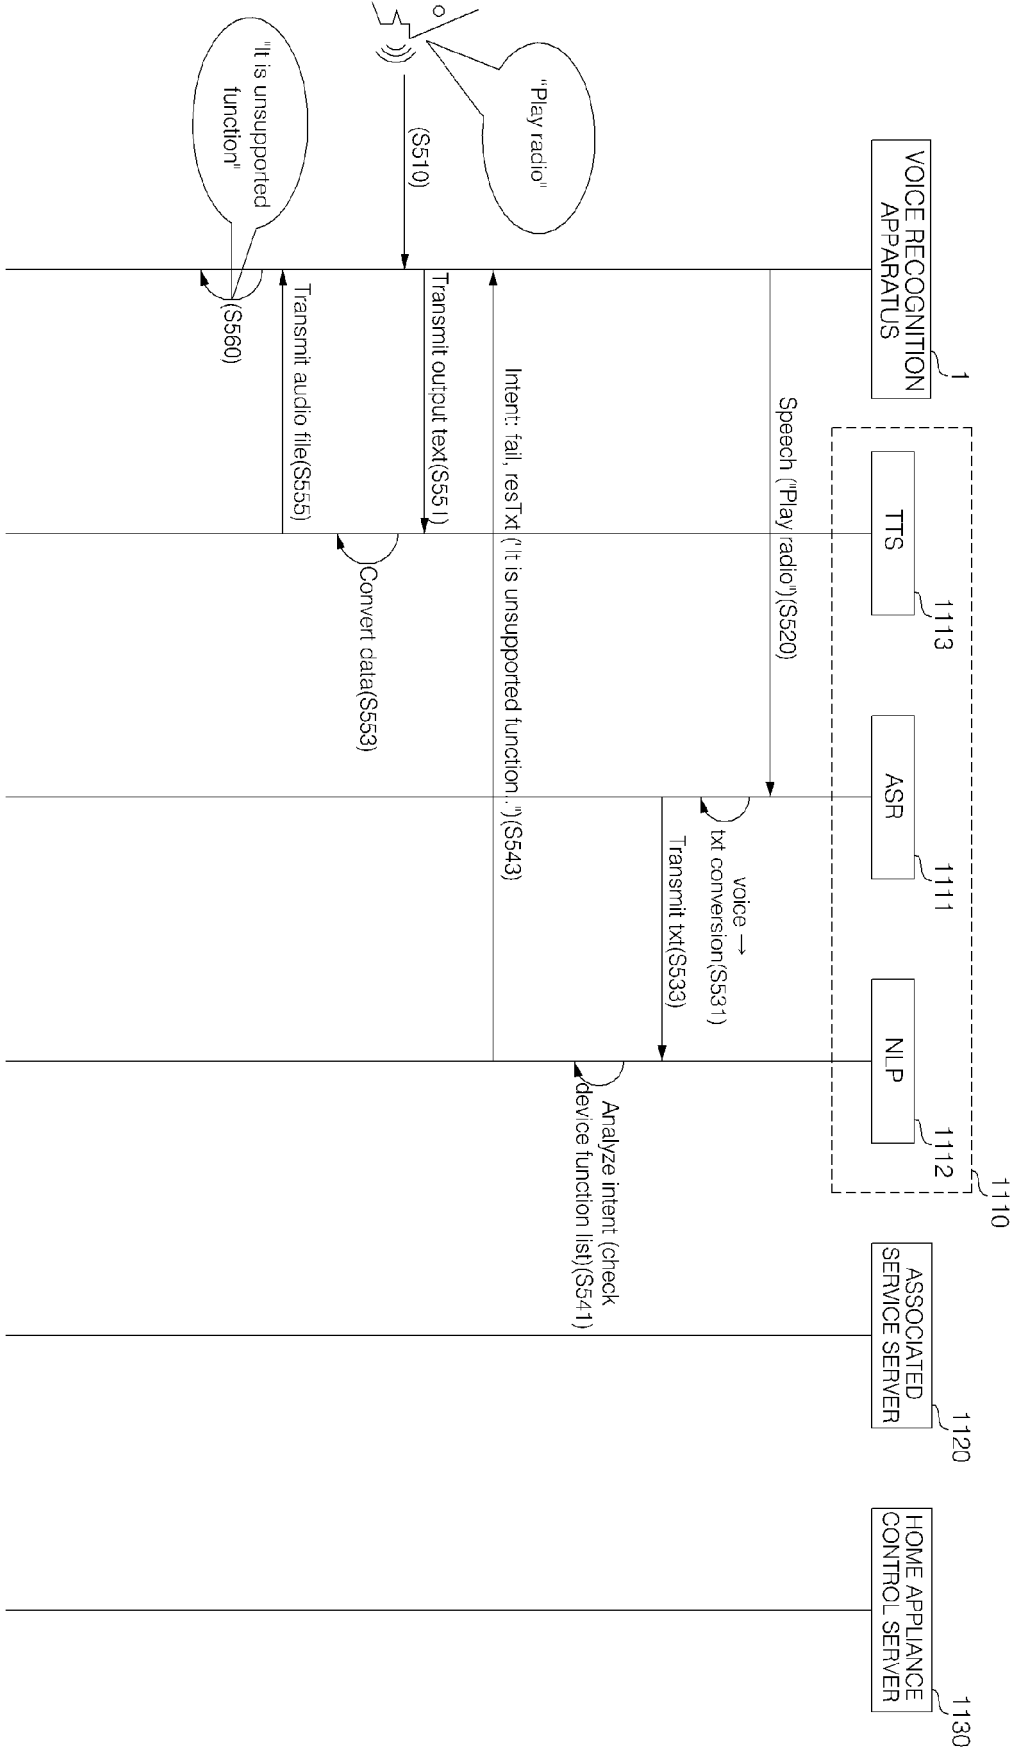 VOICE RECOGNITION
APPARATUS
1
TTS
1113
ASR
1111
NLP
1112
1110
ASSOCIATED
SERVICE SERVER
1120
HOME APPLIANCE
CONTROL SERVER
1130
"Play radio"
(S510)
Speech ("Play radio")(S520)
voice →
txt conversion(S531)
Transmit txt(S533)
Analyze intent (check
device function list)(S541)
Intent: fail, resTxt ("It is unsupported function..")(S543)
Transmit output text(S551)
Convert data(S553)
Transmit audio file(S555)
(S560)
"It is unsupported
function"